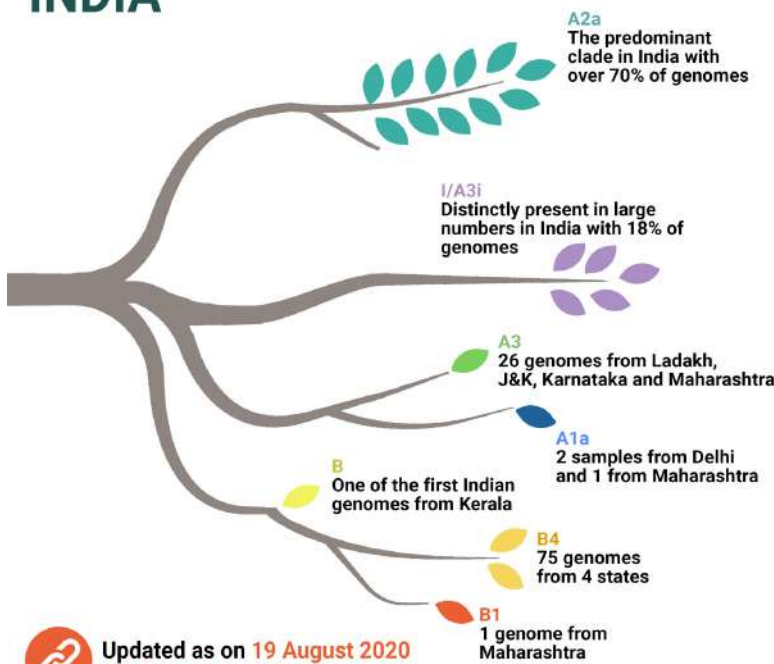 INDIA
A2a
The predominant
clade in India with
over 70% of genomes
I/A3i
Distinctly present in large
numbers in India with 18% of
genomes
A3
26 genomes from Ladakh,
J&K, Karnataka and Maharashtra
A1a
2 samples from Delhi
and 1 from Maharashtra
B
One of the first Indian
genomes from Kerala
B4
75 genomes
from 4 states
B1
1 genome from
Maharashtra
Updated as on 19 August 2020